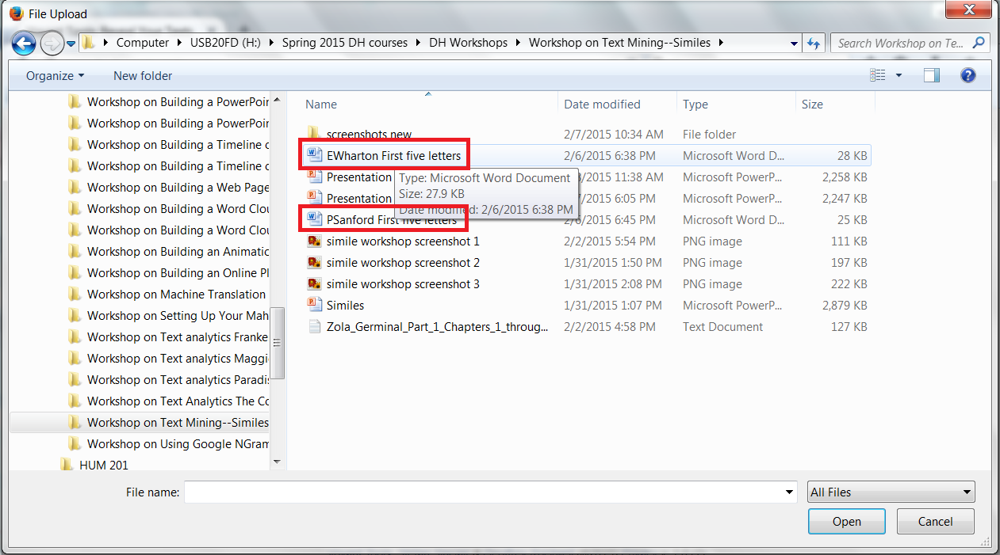 File Upload
Computer USB20FD (H:) Spring 2015 DH courses DH Workshops Workshop on Text Mining--Similes Search Workshop on Te...
Organize New folder
Workshop on Building a PowerPoin
Workshop on Building a PowerPoin
Workshop on Building a Timeline o
Workshop on Building a Timeline o
Workshop on Building a Web Page
Workshop on Building a Word Clou
Workshop on Building a Word Clou
Workshop on Building an Animatic
Workshop on Building an Online Pl
Workshop on Machine Translation
Workshop on Setting Up Your Mah
Workshop on Text analytics Franke
Workshop on Text analytics Maggi
Workshop on Text analytics Paradi
Workshop on Text Analytics The Co
Workshop on Text Mining--Similes
Workshop on Using Google NGram
HUM 201
Name Date modified Type Size
screenshots new 2/7/2015 10:34 AM File folder
EWharton First five letters 2/6/2015 6:38 PM Microsoft Word D... 28 KB
Presentation 11:38 AM Microsoft PowerP... 2,258 KB
Presentation 6:05 PM Microsoft PowerP... 2,247 KB
PSanford First five letters 2/6/2015 6:45 PM Microsoft Word D... 25 KB
simile workshop screenshot 1 2/2/2015 5:54 PM PNG image 111 KB
simile workshop screenshot 2 1/31/2015 1:50 PM PNG image 197 KB
simile workshop screenshot 3 1/31/2015 2:08 PM PNG image 222 KB
Similes 1/31/2015 1:07 PM Microsoft PowerP... 2,879 KB
Zola_Germinal_Part_1_Chapters_1_throug... 2/2/2015 4:58 PM Text Document 127 KB
Type: Microsoft Word Document
Size: 27.9 KB
Date modified: 2/6/2015 6:38 PM
File name: All Files
Open Cancel